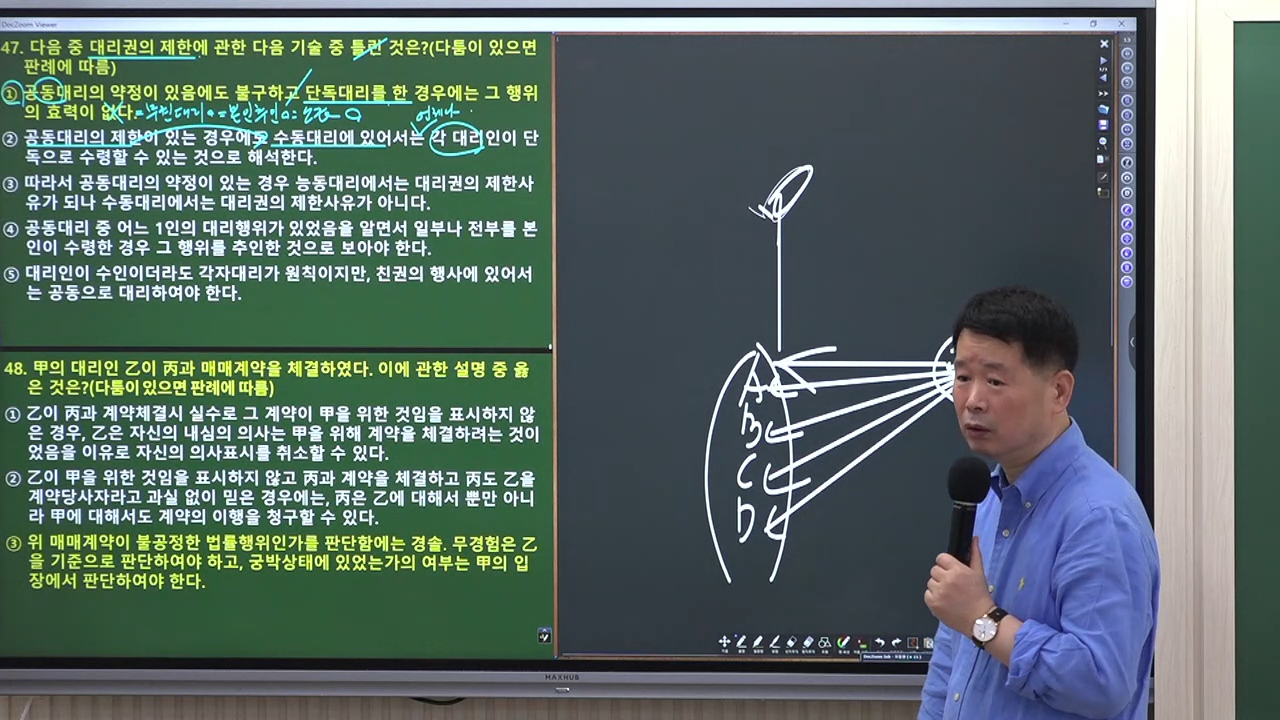 DocZoom Viewer
47. 다음 중 대리권의 제한에 관한 다음 기술 중 틀린 것은?(다툼이 있으면
판례에 따름)
① 공동대리의 약정이 있음에도 불구하고 단독대리를 한 경우에는 그 행위
의 효력이 없다.
언제나
② 공동대리의 제한이 있는 경우에도 수동대리에 있어서는 각 대리인이 단
독으로 수령할 수 있는 것으로 해석한다.
③ 따라서 공동대리의 약정이 있는 경우 능동대리에서는 대리권의 제한사
유가 되나 수동대리에서는 대리권의 제한사유가 아니다.
④ 공동대리 중 어느 1인의 대리행위가 있었음을 알면서 일부나 전부를 본
인이 수령한 경우 그 행위를 추인한 것으로 보아야 한다.
⑤ 대리인이 수인이더라도 각자대리가 원칙이지만, 친권의 행사에 있어서
는 공동으로 대리하여야 한다.
48. 甲의 대리인 乙이 丙과 매매계약을 체결하였다. 이에 관한 설명 중 옳
은 것은?(다툼이 있으면 판례에 따름)
① 乙이 丙과 계약체결시 실수로 그 계약이 甲을 위한 것임을 표시하지 않
은 경우, 乙은 자신의 내심의 의사는 甲을 위해 계약을 체결하려는 것이
었음을 이유로 자신의 의사표시를 취소할 수 있다.
② 乙이 甲을 위한 것임을 표시하지 않고 丙과 계약을 체결하고 丙도 乙을
계약당사자라고 과실 없이 믿은 경우에는, 丙은 乙에 대해서 뿐만 아니
라 甲에 대해서도 계약의 이행을 청구할 수 있다.
③ 위 매매계약이 불공정한 법률행위인가를 판단함에는 경솔. 무경험은 乙
을 기준으로 판단하여야 하고, 궁박상태에 있었는가의 여부는 甲의 입
장에서 판단하여야 한다.
A
B
C
D
MAXHUB